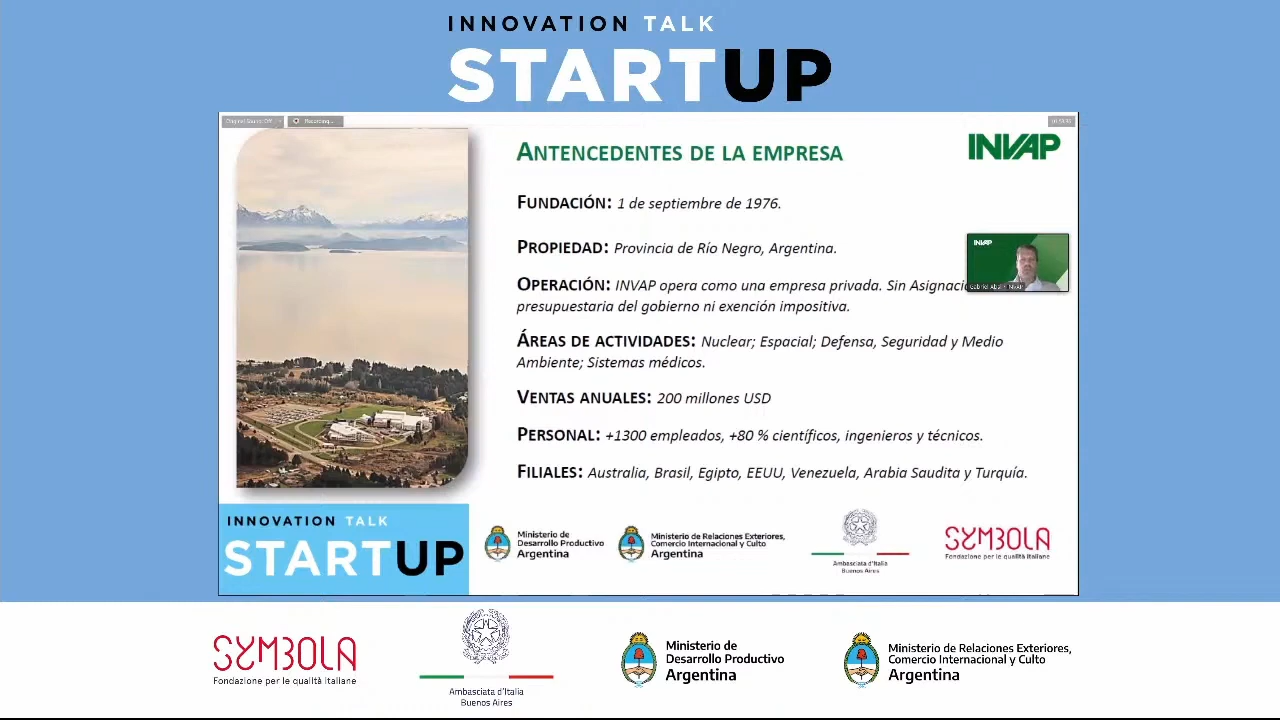 INNOVATION TALK
STARTUP
Original Sound: Off
Recording...
ANTENCEDENTES DE LA EMPRESA
INVAP
FUNDACIÓN: 1 de septiembre de 1976.
PROPIEDAD: Provincia de Río Negro, Argentina.
OPERACIÓN: INVAP opera como una empresa privada. Sin Asignació
presupuestaria del gobierno ni exención impositiva.
INVAP
ÁREAS DE ACTIVIDADES: Nuclear; Espacial; Defensa, Seguridad y Medio
Ambiente; Sistemas médicos.
VENTAS ANUALES: 200 millones USD
PERSONAL: +1300 empleados, +80 % científicos, ingenieros y técnicos.
FILIALES: Australia, Brasil, Egipto, EEUU, Venezuela, Arabia Saudita y Turquía.
INNOVATION TALK
STARTUP
Ministerio de
Desarrollo Productivo
Argentina
Ministerio de Relaciones Exteriores,
Comercio Internacional y Culto
Argentina
Ambasciata d'Italia
Buenos Aires
SYMBOLA
Fondazione per le qualità italiane
SYMBOLA
Fondazione per le qualità italiane
Ambasciata d'Italia
Buenos Aires
Ministerio de
Desarrollo Productivo
Argentina
Ministerio de Relaciones Exteriores,
Comercio Internacional y Culto
Argentina